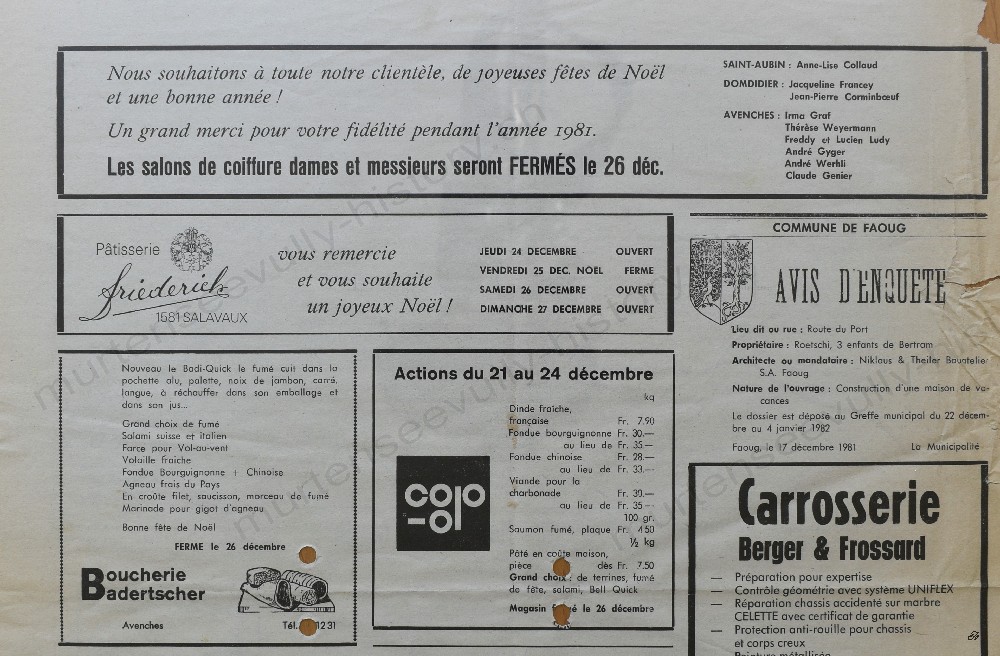 Nous souhaitons à toute notre clientèle, de joyeuses fêtes de Noël
et une bonne année !
Un grand merci pour votre fidélité pendant l'année 1981.
Les salons de coiffure dames et messieurs seront FERMÉS le 26 déc.
SAINT-AUBIN : Anne-Lise Collaud
DOMDIDIER : Jacqueline Francey
Jean-Pierre Corminbœuf
AVENCHES : Irma Graf
Thérèse Weyermann
Freddy et Lucien Ludy
André Gyger
André Werhli
Claude Genier
Pâtisserie
Friederich
1581 SALAVAUX
vous remercie
et vous souhaite
un joyeux Noël !
JEUDI 24 DECEMBRE OUVERT
VENDREDI 25 DEC. NOËL FERME
SAMEDI 26 DECEMBRE OUVERT
DIMANCHE 27 DECEMBRE OUVERT
COMMUNE DE FAOUG
AVIS D'ENQUETE
Lieu dit ou rue : Route du Port
Propriétaire : Roetschi, 3 enfants de Bertram
Architecte ou mandataire : Niklaus & Theiler Bauatelier
S.A. Faoug
Nature de l'ouvrage : Construction d'une maison de va-
cances
Le dossier est déposé au Greffe municipal du 22 décem-
bre au 4 janvier 1982
Faoug, le 17 décembre 1981 La Municipalité
Nouveau le Badi-Quick le fumé cuit dans la
pochette alu, palette, noix de jambon, carré,
langue, à réchauffer dans son emballage et
dans son jus...
Grand choix de fumé
Salami suisse et italien
Farce pour Vol-au-vent
Volaille fraîche
Fondue Bourguignonne + Chinoise
Agneau frais du Pays
En croûte filet, saucisson, morceau de fumé
Marinade pour gigot d'agneau
Bonne fête de Noël
FERME le 26 décembre
Boucherie
Badertscher
Avenches Tél. 12 31
Actions du 21 au 24 décembre
kg
Dinde fraîche,
française Fr. 7.90
Fondue bourguignonne Fr. 30.—
au lieu de Fr. 35.—
Fondue chinoise Fr. 28.—
au lieu de Fr. 33.—
Viande pour la
charbonade Fr. 30.—
au lieu de Fr. 35.—
100 gr.
Saumon fumé, plaque Fr. 4.50
½ kg
Pâté en croûte maison,
pièce dès Fr. 7.50
Grand choix : de terrines, fumé
de fête, salami, Bell Quick
Magasin fermé le 26 décembre
coop
Carrosserie
Berger & Frossard
— Préparation pour expertise
— Contrôle géométrie avec système UNIFLEX
— Réparation chassis accidenté sur marbre
CELETTE avec certificat de garantie
— Protection anti-rouille pour chassis
et corps creux
— Peinture métallisée
murtenseevully-history.ch